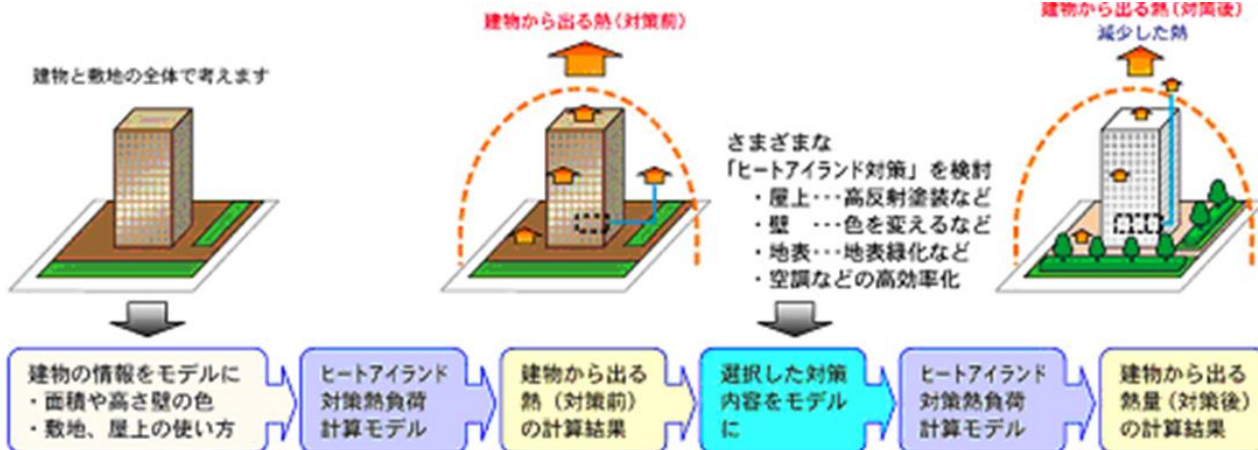 建物と敷地の全体で考えます
建物から出る熱(対策前)
さまざまな
「ヒートアイランド対策」を検討
・屋上･･･高反射塗装など
・壁　･･･色を変えるなど
・地表･･･地表緑化など
・空調などの高効率化
建物から出る熱(対策後)
減少した熱
建物の情報をモデルに
・面積や高さ壁の色
・敷地、屋上の使い方
ヒートアイランド
対策熱負荷
計算モデル
建物から出る
熱（対策前）
の計算結果
選択した対策
内容をモデル
に
ヒートアイランド
対策熱負荷
計算モデル
建物から出る
熱量(対策後)
の計算結果